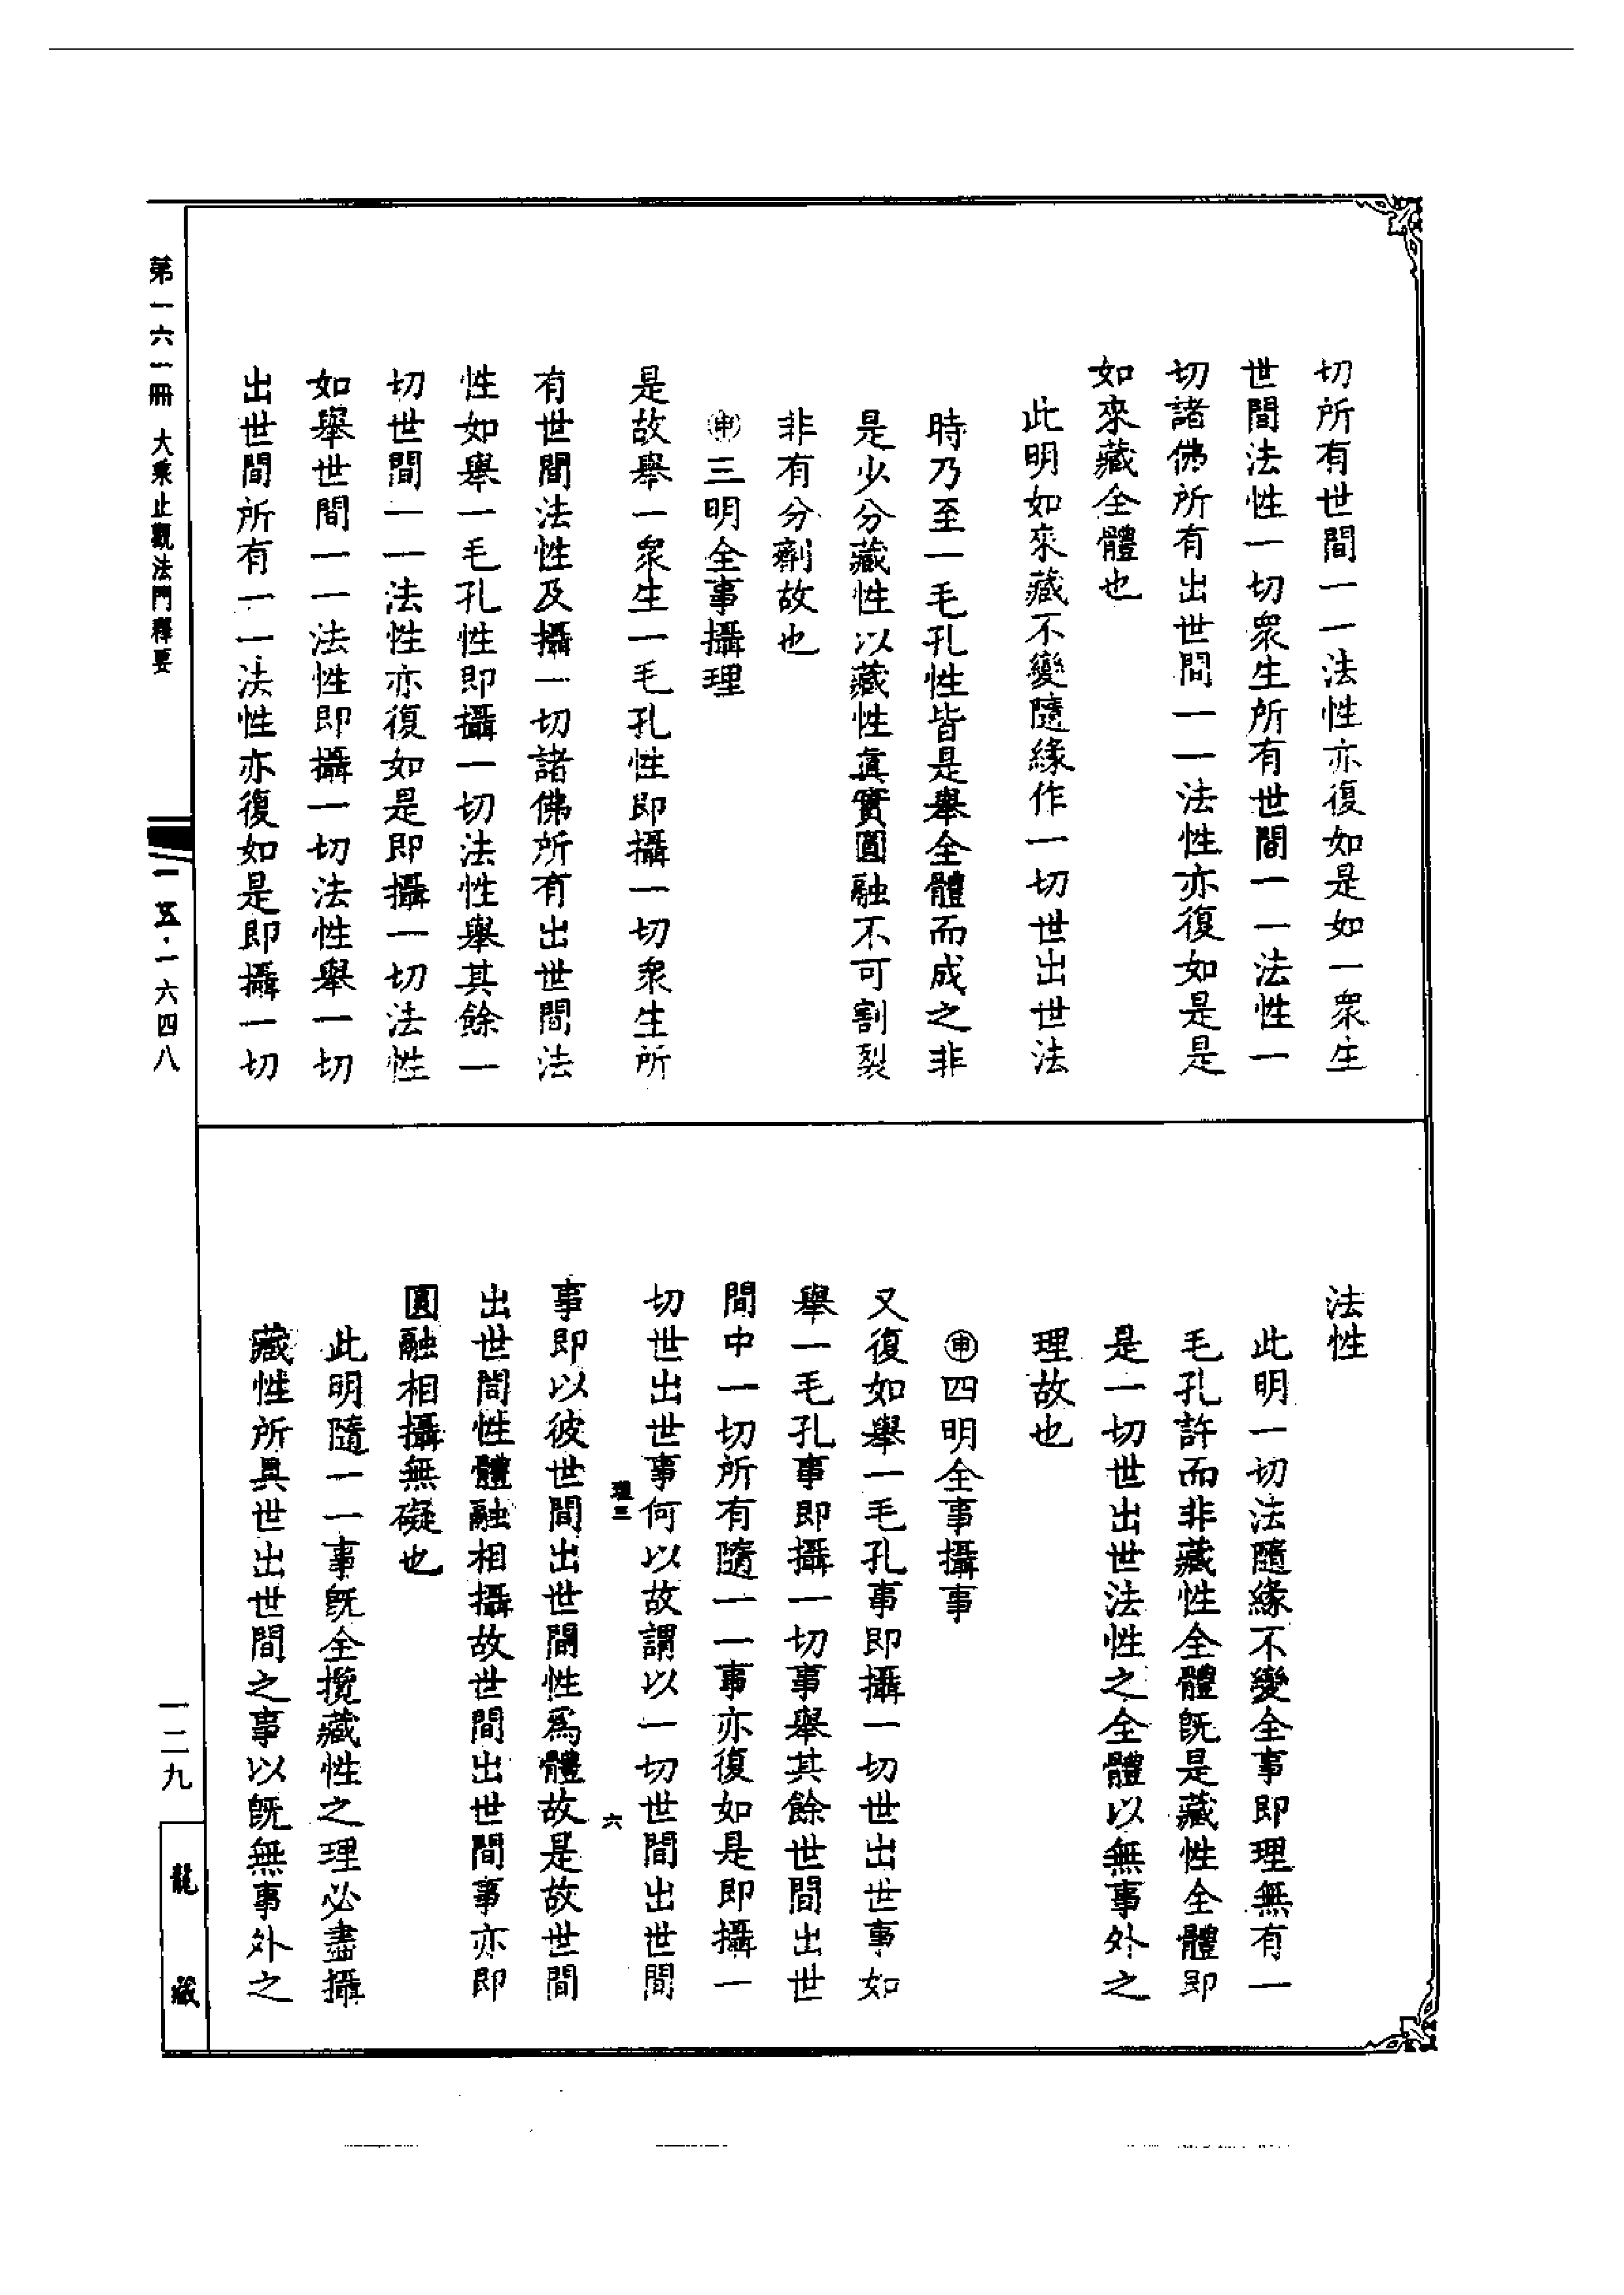 切所有世間一一法性亦復如是如一眾生
世間法性一切眾生所有世間一一法性一
切諸佛所有出世間一一法性亦復如是是
如來藏全體也
此明如來藏不變隨緣作一切世出世法
時乃至一毛孔性皆是舉全體而成之非
是少分藏性以藏性真實圓融不可割裂
非有分劑故也
㊥三明全事攝理
是故舉一眾生一毛孔性即攝一切眾生所
有世間法性及攝一切諸佛所有出世間法
性如舉一毛孔性即攝一切法性舉其餘一
切世間一一法性亦復如是即攝一切法性
如舉世間一一法性即攝一切法性舉一切
出世間所有一一法性亦復如是即攝一切
法性
此明一切法隨緣不變全事即理無有一
毛孔許而非藏性全體既是藏性全體即
是一切世出世法性之全體以無事外之
理故也
申四明全事攝事
又復如舉一毛孔事即攝一切世出世事如
舉一毛孔事即攝一切事舉其餘世間出世
間中一切所有隨一一事亦復如是即攝一
切世出世事何以故謂以一切世間出世間
理三 六
事即以彼世間出世間性為體故是故世間
出世間性體融相攝故世間出世間事亦即
圓融相攝無礙也
此明隨一一事既全攬藏性之理必盡攝
藏性所具世出世間之事以既無事外之
第一六一冊 大乘止觀法門釋要
一五·一六四八
一二九
龍藏